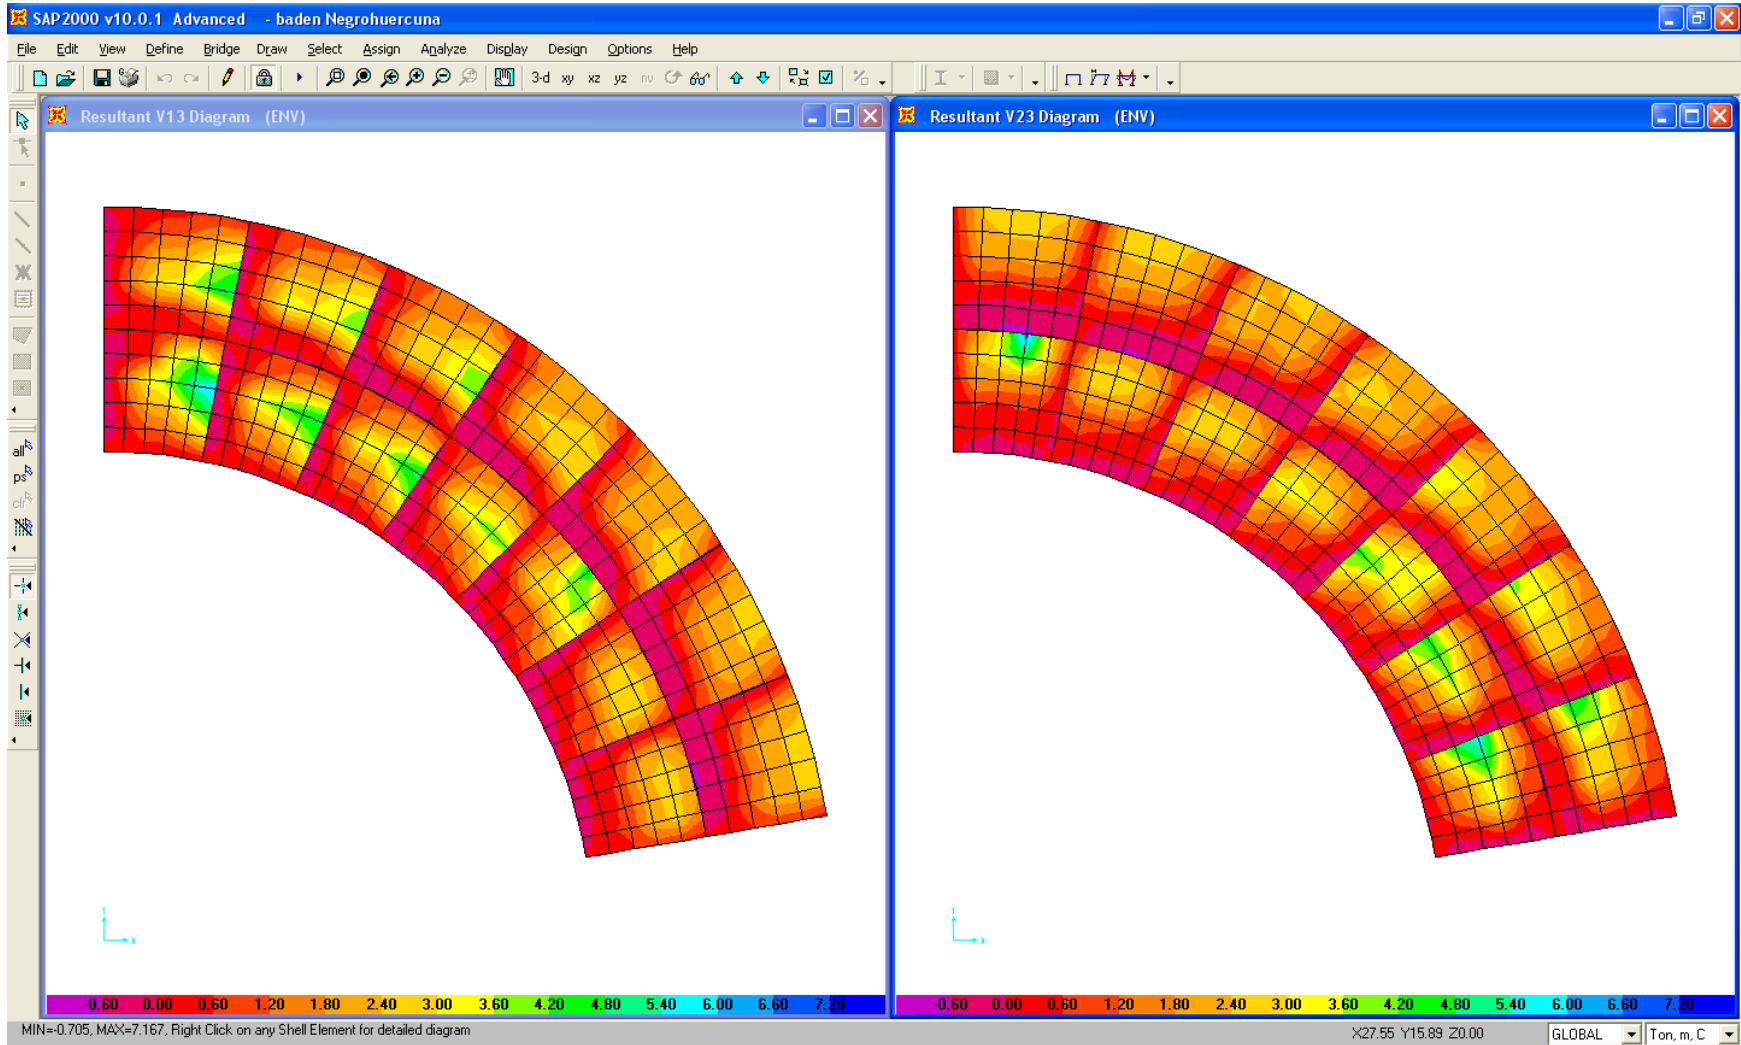 SAP2000 v10.0.1 Advanced - baden Negrohuercuna
File Edit View Define Bridge Draw Select Assign Analyze Display Design Options Help
3-d xy xz yz nv
Resultant V13 Diagram (ENV)
Resultant V23 Diagram (ENV)
all
ps
clr
Y
X
Y
X
-0.60 0.00 0.60 1.20 1.80 2.40 3.00 3.60 4.20 4.80 5.40 6.00 6.60 7.20
-0.60 0.00 0.60 1.20 1.80 2.40 3.00 3.60 4.20 4.80 5.40 6.00 6.60 7.20
MIN=-0.705, MAX=7.167, Right Click on any Shell Element for detailed diagram
X27.55 Y15.89 Z0.00
GLOBAL
Ton, m, C